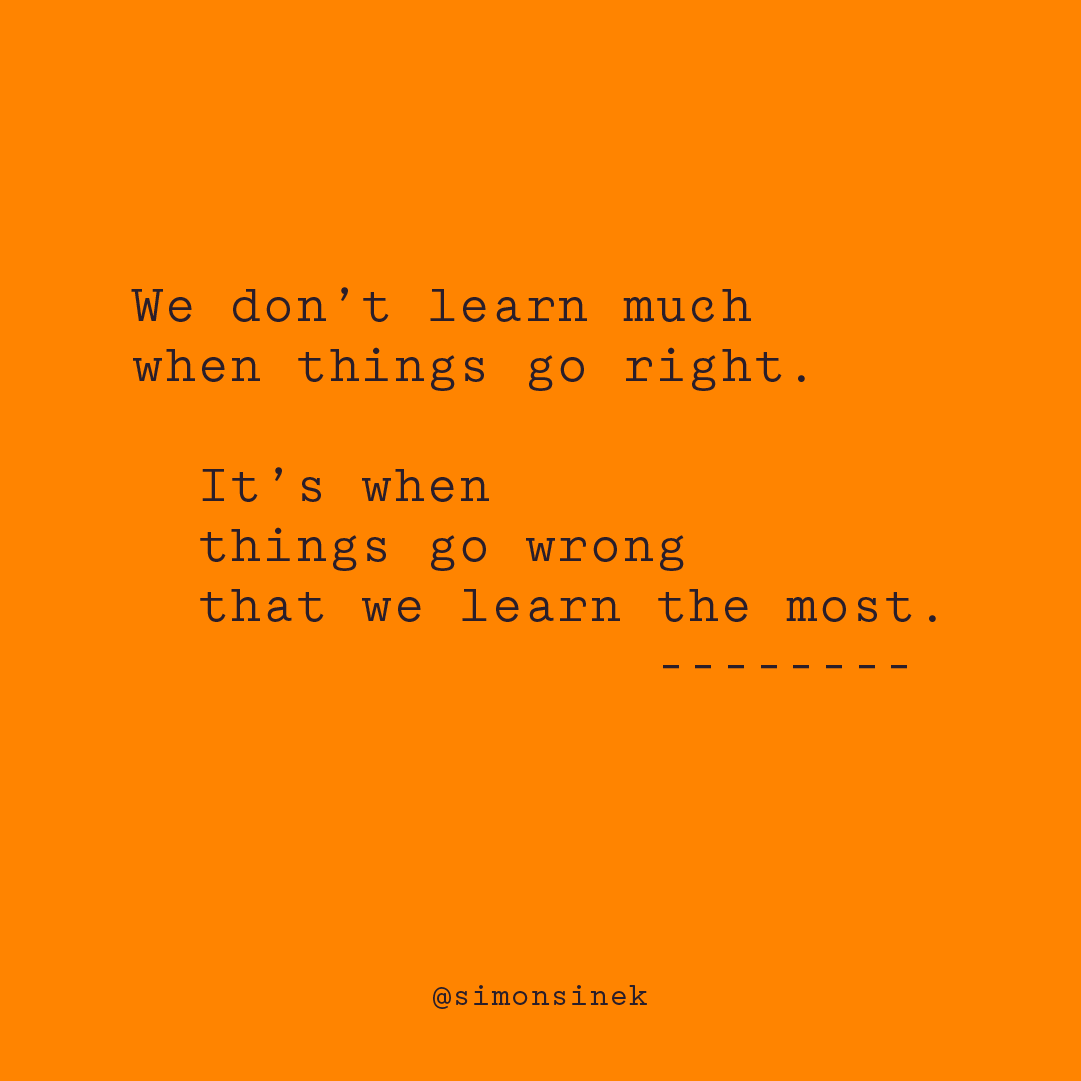 We don’t learn much
when things go right.
It’s when
things go wrong
that we learn the most.
--------
@simonsinek